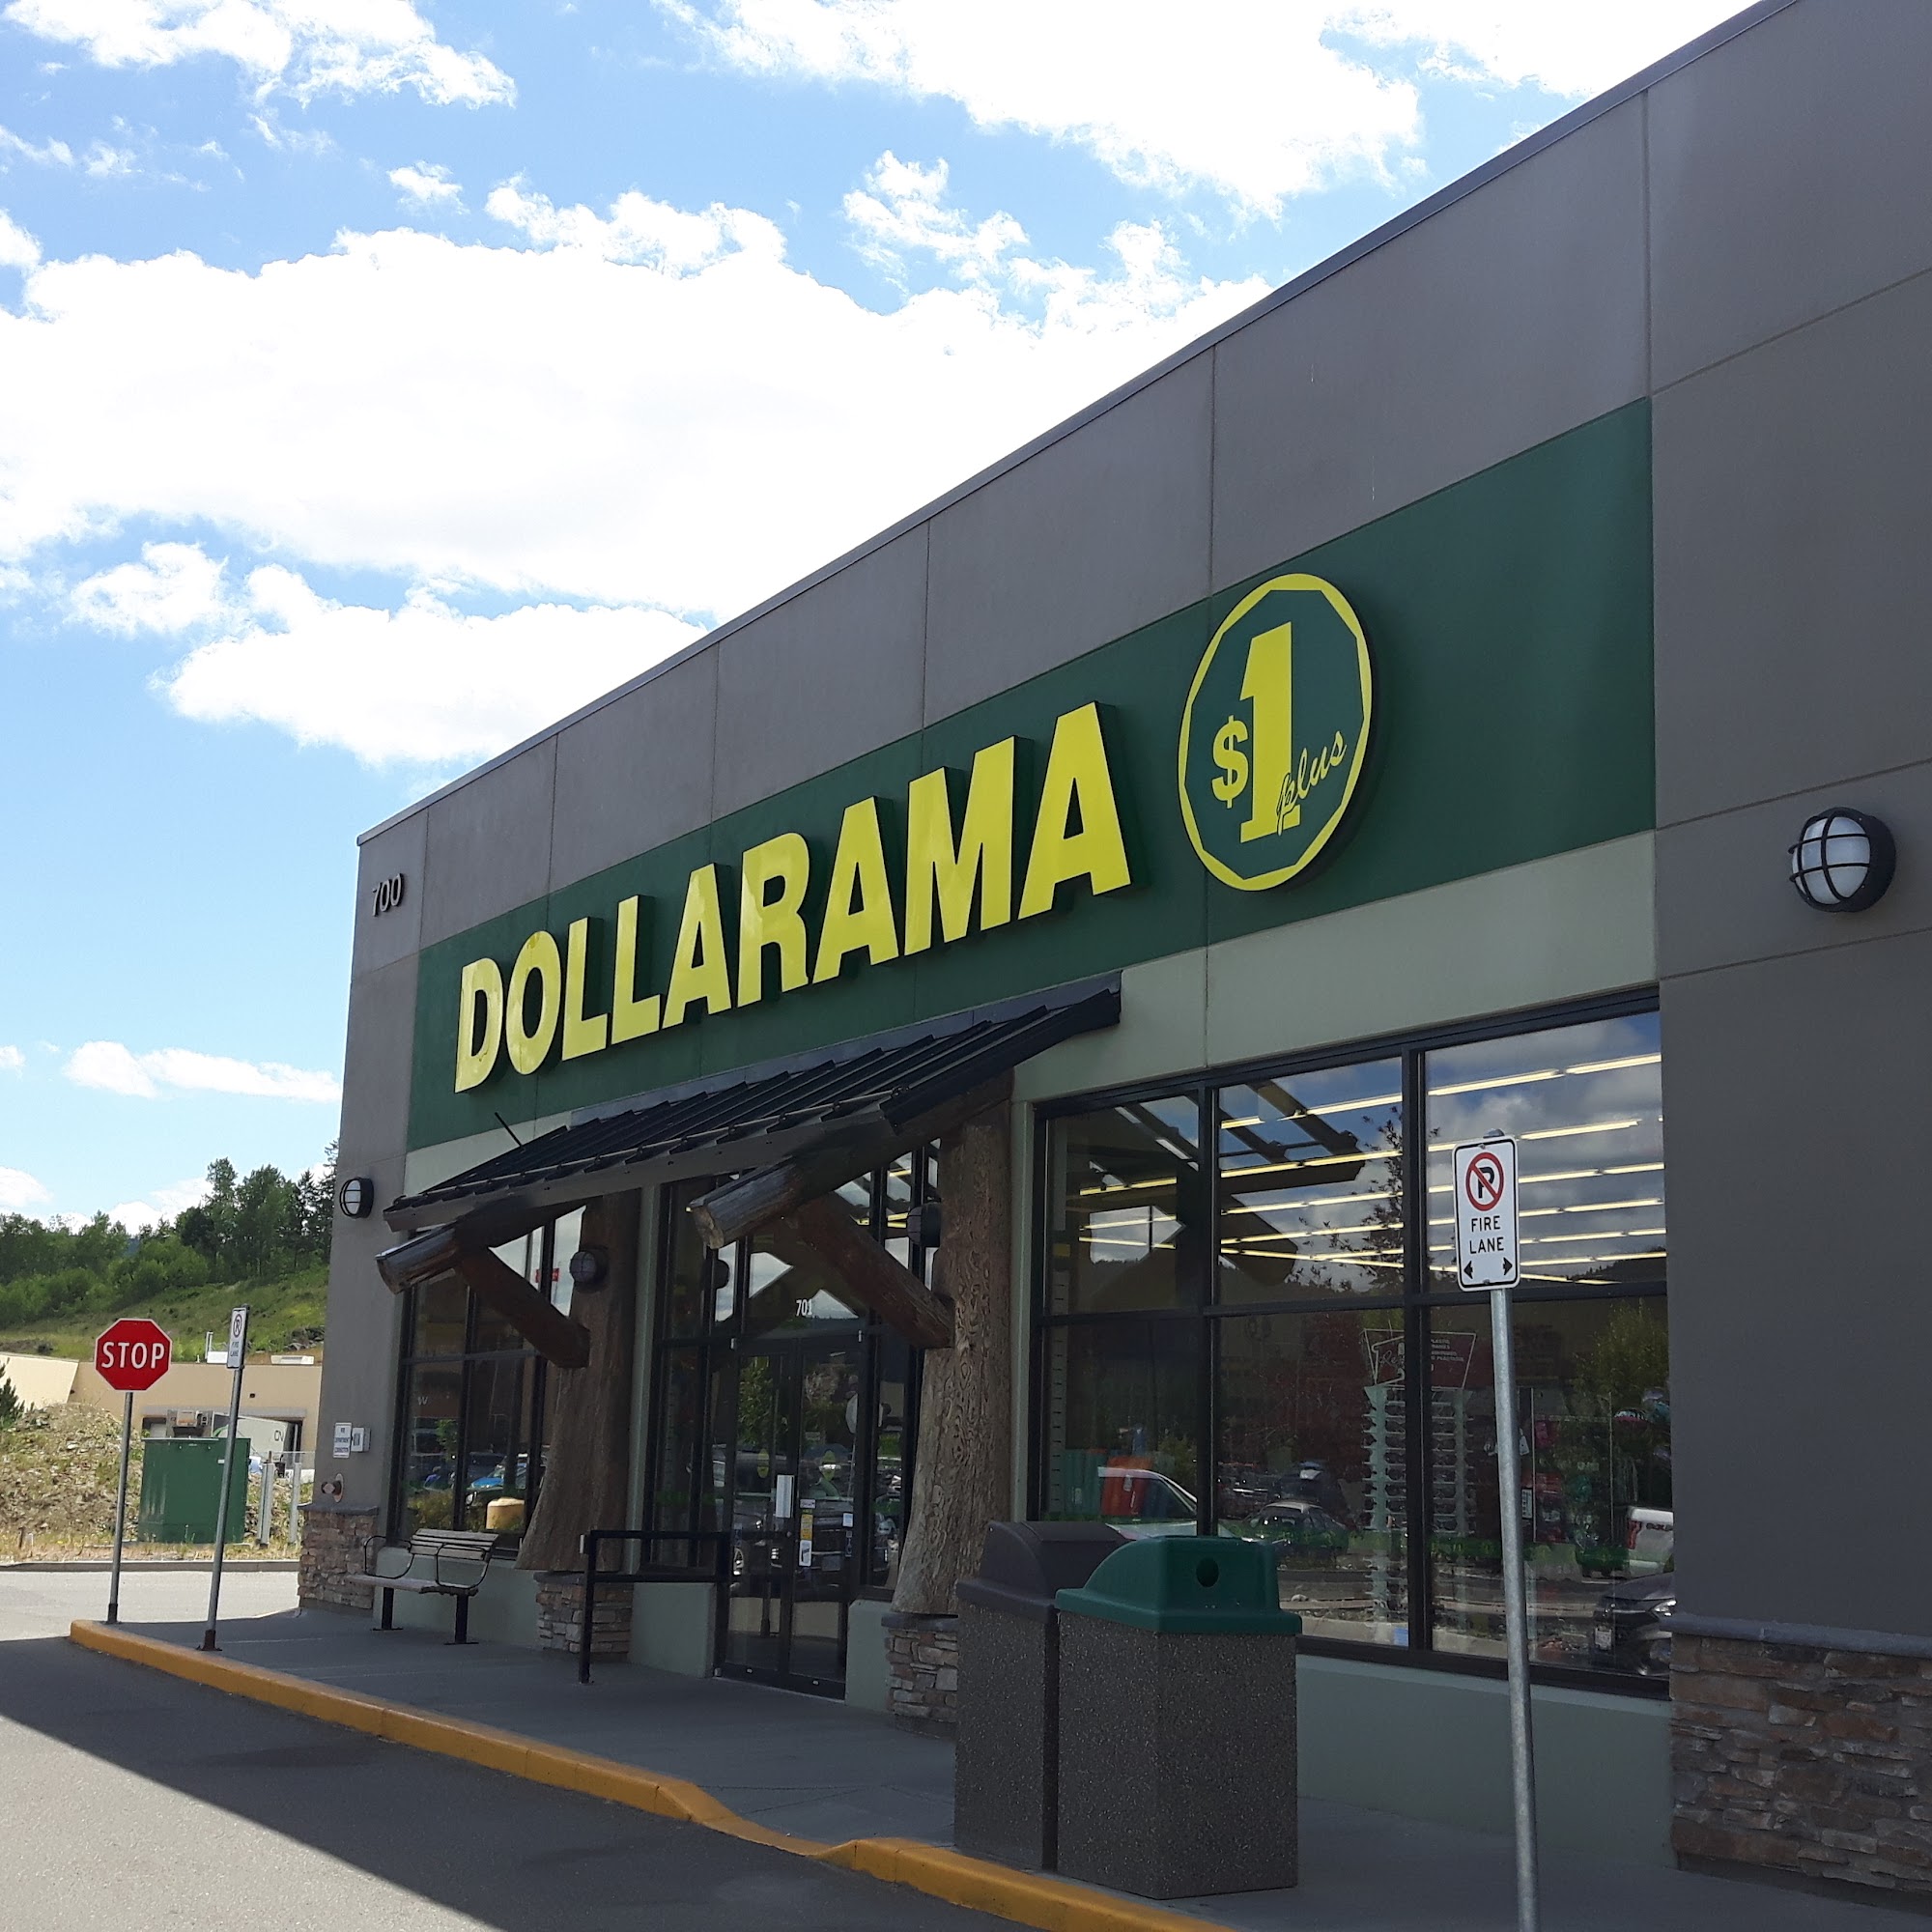 700
DOLLARAMA
$1
plus
701
STOP
FIRE
LANE